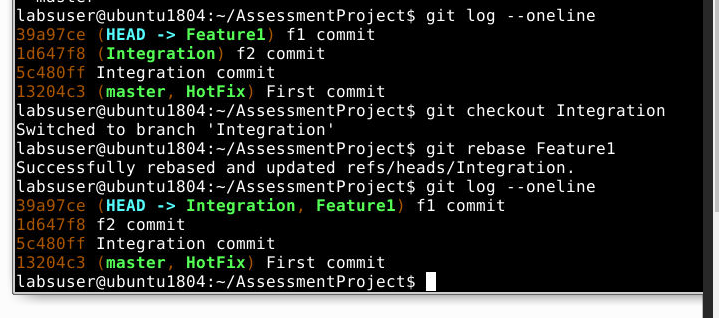 labsuser@ubuntu1804:~/AssessmentProject$ git log --oneline
39a97ce (HEAD -> Feature1) f1 commit
1d647f8 (Integration) f2 commit
5c480ff Integration commit
13204c3 (master, HotFix) First commit
labsuser@ubuntu1804:~/AssessmentProject$ git checkout Integration
Switched to branch 'Integration'
labsuser@ubuntu1804:~/AssessmentProject$ git rebase Feature1
Successfully rebased and updated refs/heads/Integration.
labsuser@ubuntu1804:~/AssessmentProject$ git log --oneline
39a97ce (HEAD -> Integration, Feature1) f1 commit
1d647f8 f2 commit
5c480ff Integration commit
13204c3 (master, HotFix) First commit
labsuser@ubuntu1804:~/AssessmentProject$